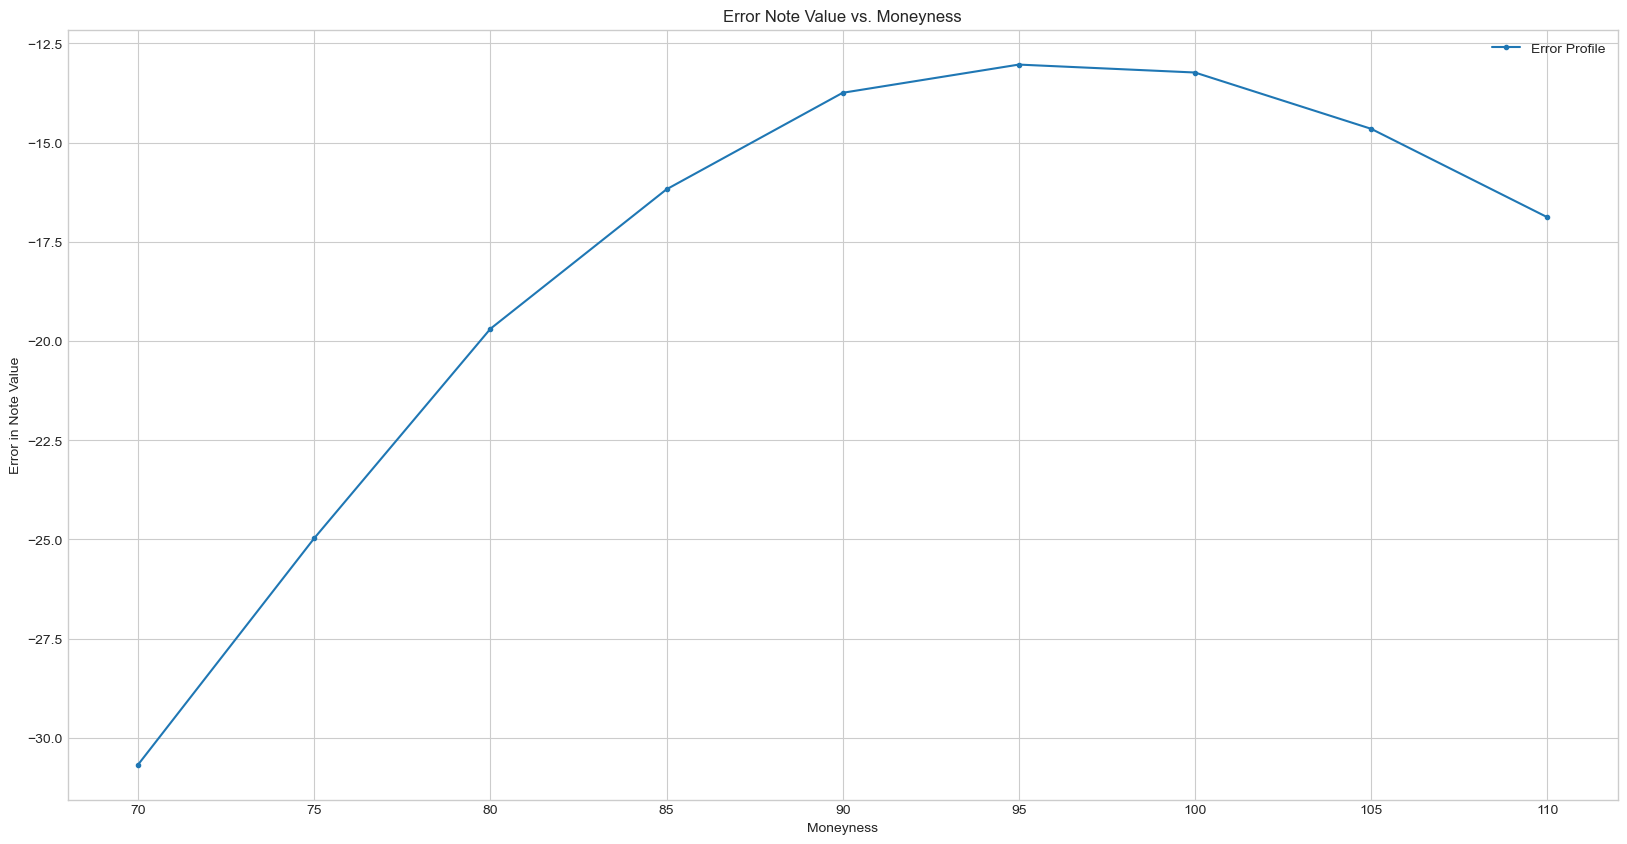 Error Note Value vs. Moneyness
Error Profile
Error in Note Value
−12.5
−15.0
−17.5
−20.0
−22.5
−25.0
−27.5
−30.0
70 75 80 85 90 95 100 105 110
Moneyness